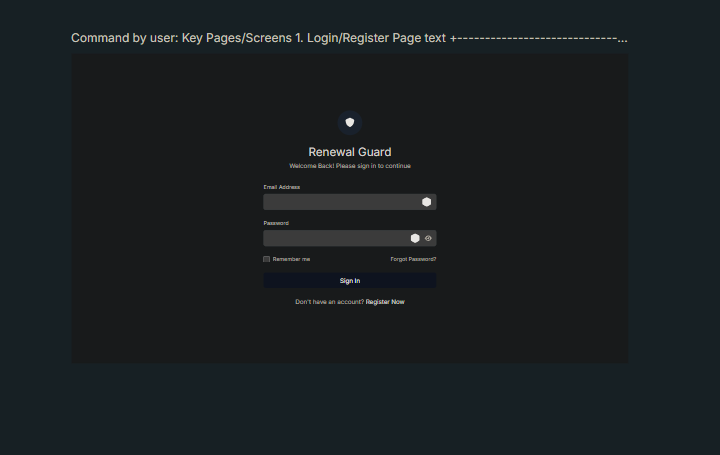 Command by user: Key Pages/Screens 1. Login/Register Page text +-----------------------------...
Renewal Guard
Welcome Back! Please sign in to continue
Email Address
Password
Remember me
Forgot Password?
Sign In
Don't have an account? Register Now